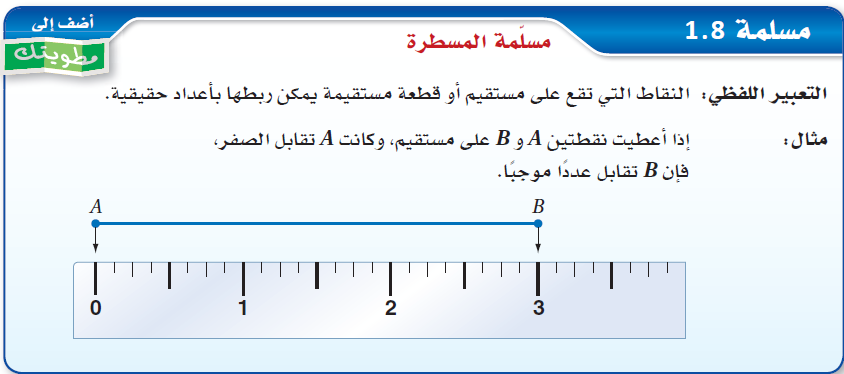 مسلمة 1.8
مسلّمة المسطرة
أضف إلى
مطويتك
التعبير اللفظي: النقاط التي تقع على مستقيم أو قطعة مستقيمة يمكن ربطها بأعداد حقيقية.
مثال: إذا أعطيت نقطتين A و B على مستقيم، وكانت A تقابل الصفر،
فإن B تقابل عددًا موجبًا.
A B
0 1 2 3